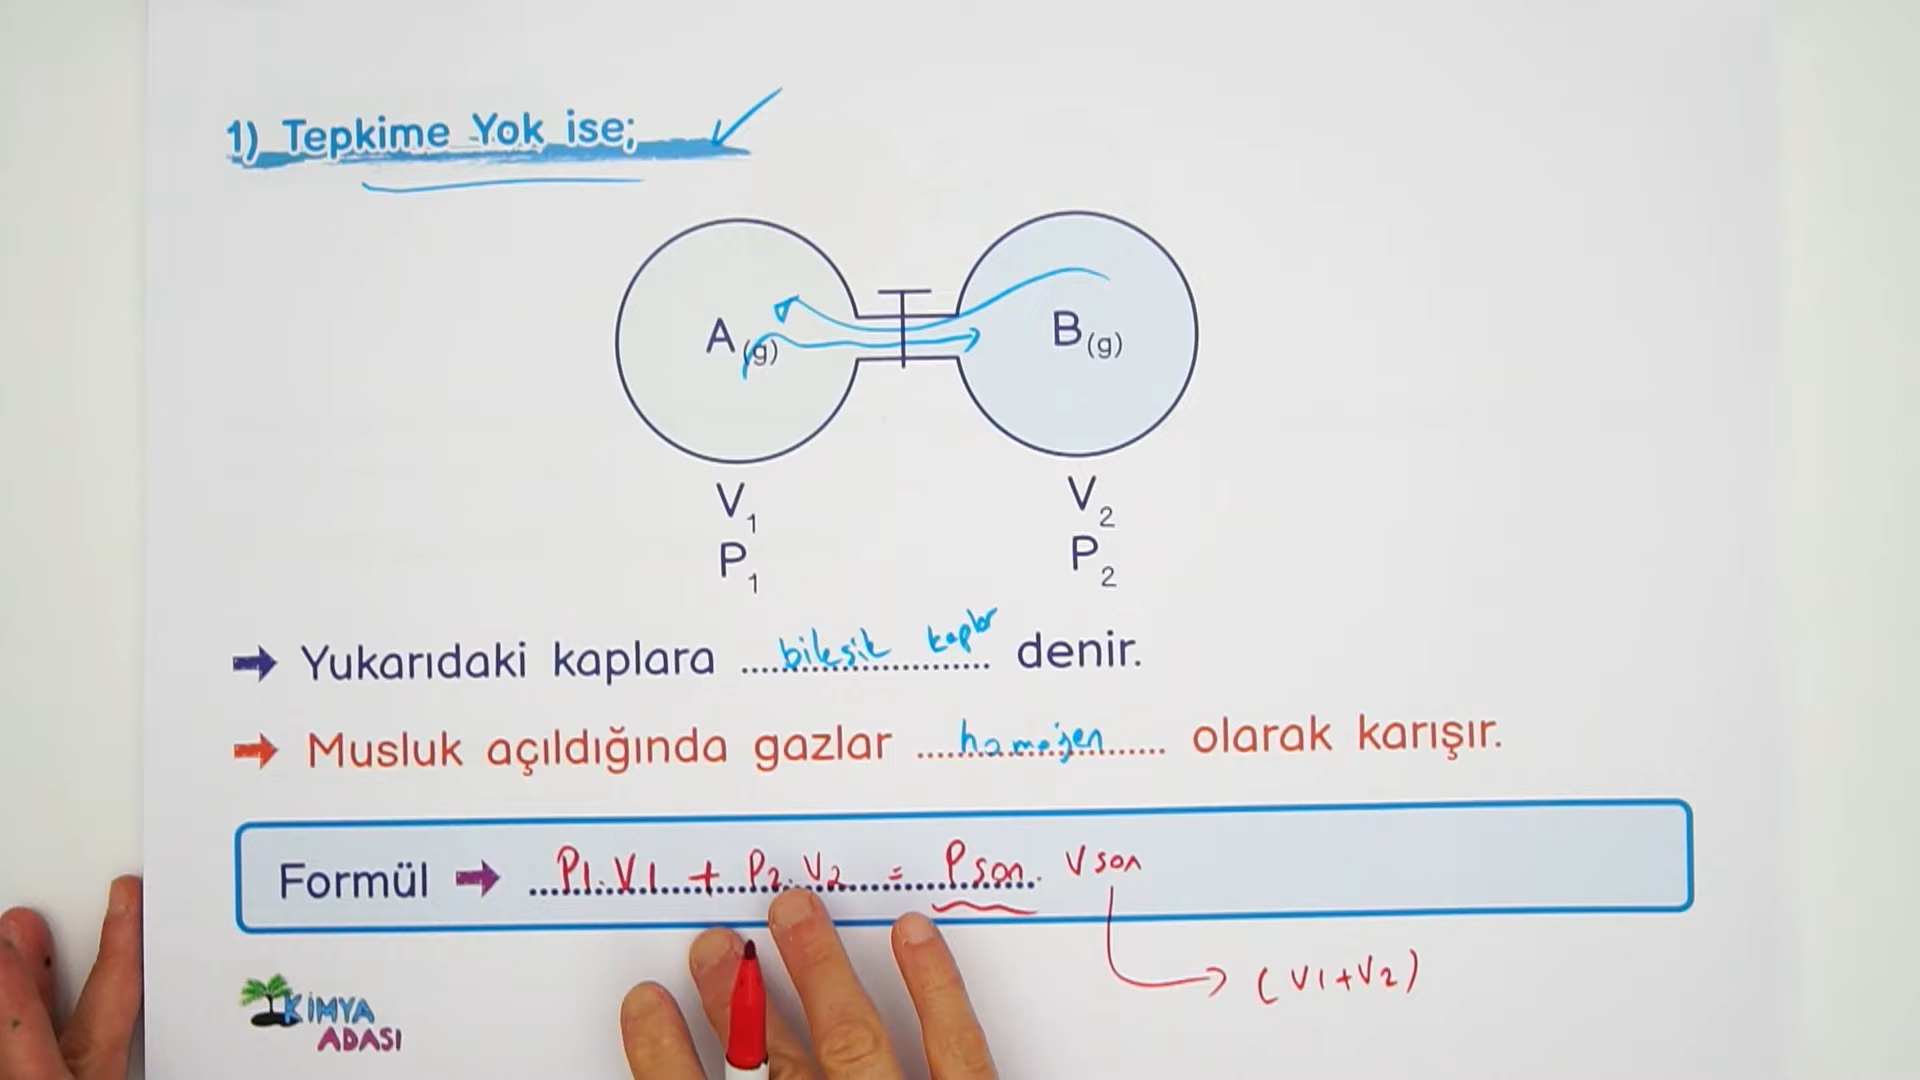 1) Tepkime Yok ise;
A(g) B(g)
V1 V2
P1 P2
Yukarıdaki kaplara bileşik kaplar denir.
Musluk açıldığında gazlar homojen olarak karışır.
Formül P1.V1 + P2.V2 = Pson. Vson
(V1+V2)
KİMYA
ADASI